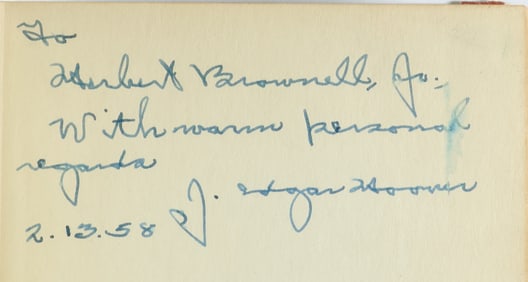 To
Herbert Brownell, Jr.
With warm personal
regards
J. Edgar Hoover
2.13.58